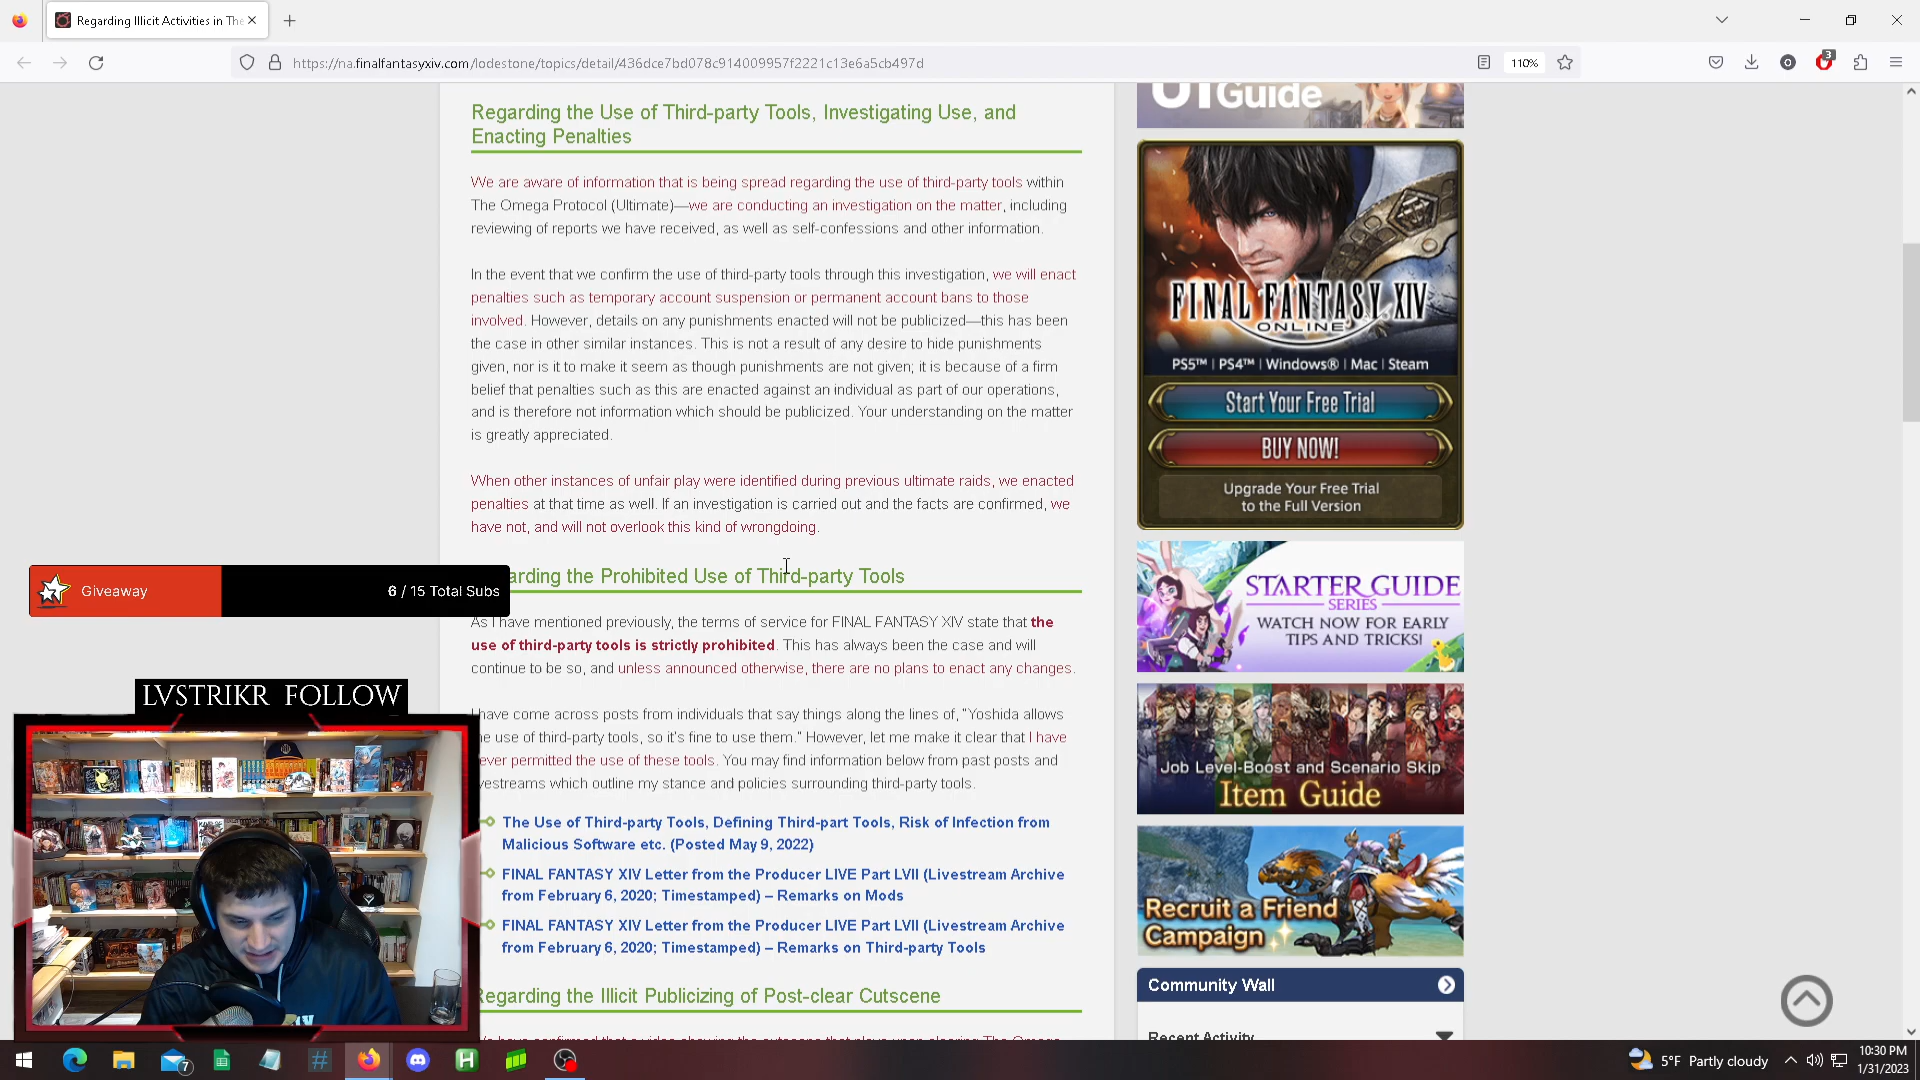 Regarding Illicit Activities in The
https://na.finalfantasyxiv.com/lodestone/topics/detail/436dce7bd078c914009957f2221c13e6a5cb497d
110%
3
Regarding the Use of Third-party Tools, Investigating Use, and
Enacting Penalties
We are aware of information that is being spread regarding the use of third-party tools within
The Omega Protocol (Ultimate)—we are conducting an investigation on the matter, including
reviewing of reports we have received, as well as self-confessions and other information.
In the event that we confirm the use of third-party tools through this investigation, we will enact
penalties such as temporary account suspension or permanent account bans to those
involved. However, details on any punishments enacted will not be publicized—this has been
the case in other similar instances. This is not a result of any desire to hide punishments
given, nor is it to make it seem as though punishments are not given; it is because of a firm
belief that penalties such as this are enacted against an individual as part of our operations,
and is therefore not information which should be publicized. Your understanding on the matter
is greatly appreciated.
When other instances of unfair play were identified during previous ultimate raids, we enacted
penalties at that time as well. If an investigation is carried out and the facts are confirmed, we
have not, and will not overlook this kind of wrongdoing.
arding the Prohibited Use of Third-party Tools
As I have mentioned previously, the terms of service for FINAL FANTASY XIV state that the
use of third-party tools is strictly prohibited. This has always been the case and will
continue to be so, and unless announced otherwise, there are no plans to enact any changes.
have come across posts from individuals that say things along the lines of, "Yoshida allows
he use of third-party tools, so it's fine to use them." However, let me make it clear that I have
ever permitted the use of these tools. You may find information below from past posts and
vestreams which outline my stance and policies surrounding third-party tools.
The Use of Third-party Tools, Defining Third-part Tools, Risk of Infection from
Malicious Software etc. (Posted May 9, 2022)
FINAL FANTASY XIV Letter from the Producer LIVE Part LVII (Livestream Archive
from February 6, 2020; Timestamped) – Remarks on Mods
FINAL FANTASY XIV Letter from the Producer LIVE Part LVII (Livestream Archive
from February 6, 2020; Timestamped) – Remarks on Third-party Tools
Regarding the Illicit Publicizing of Post-clear Cutscene
Giveaway
6 / 15 Total Subs
LVSTRIKR FOLLOW
UI Guide
FINAL FANTASY XIV
ONLINE
PS5™ | PS4™ | Windows® | Mac | Steam
Start Your Free Trial
BUY NOW!
Upgrade Your Free Trial
to the Full Version
STARTER GUIDE
SERIES
WATCH NOW FOR EARLY
TIPS AND TRICKS!
Job Level-Boost and Scenario Skip
Item Guide
Recruit a Friend
Campaign
Community Wall
Recent Activity
7
5°F Partly cloudy
10:30 PM
1/31/2023